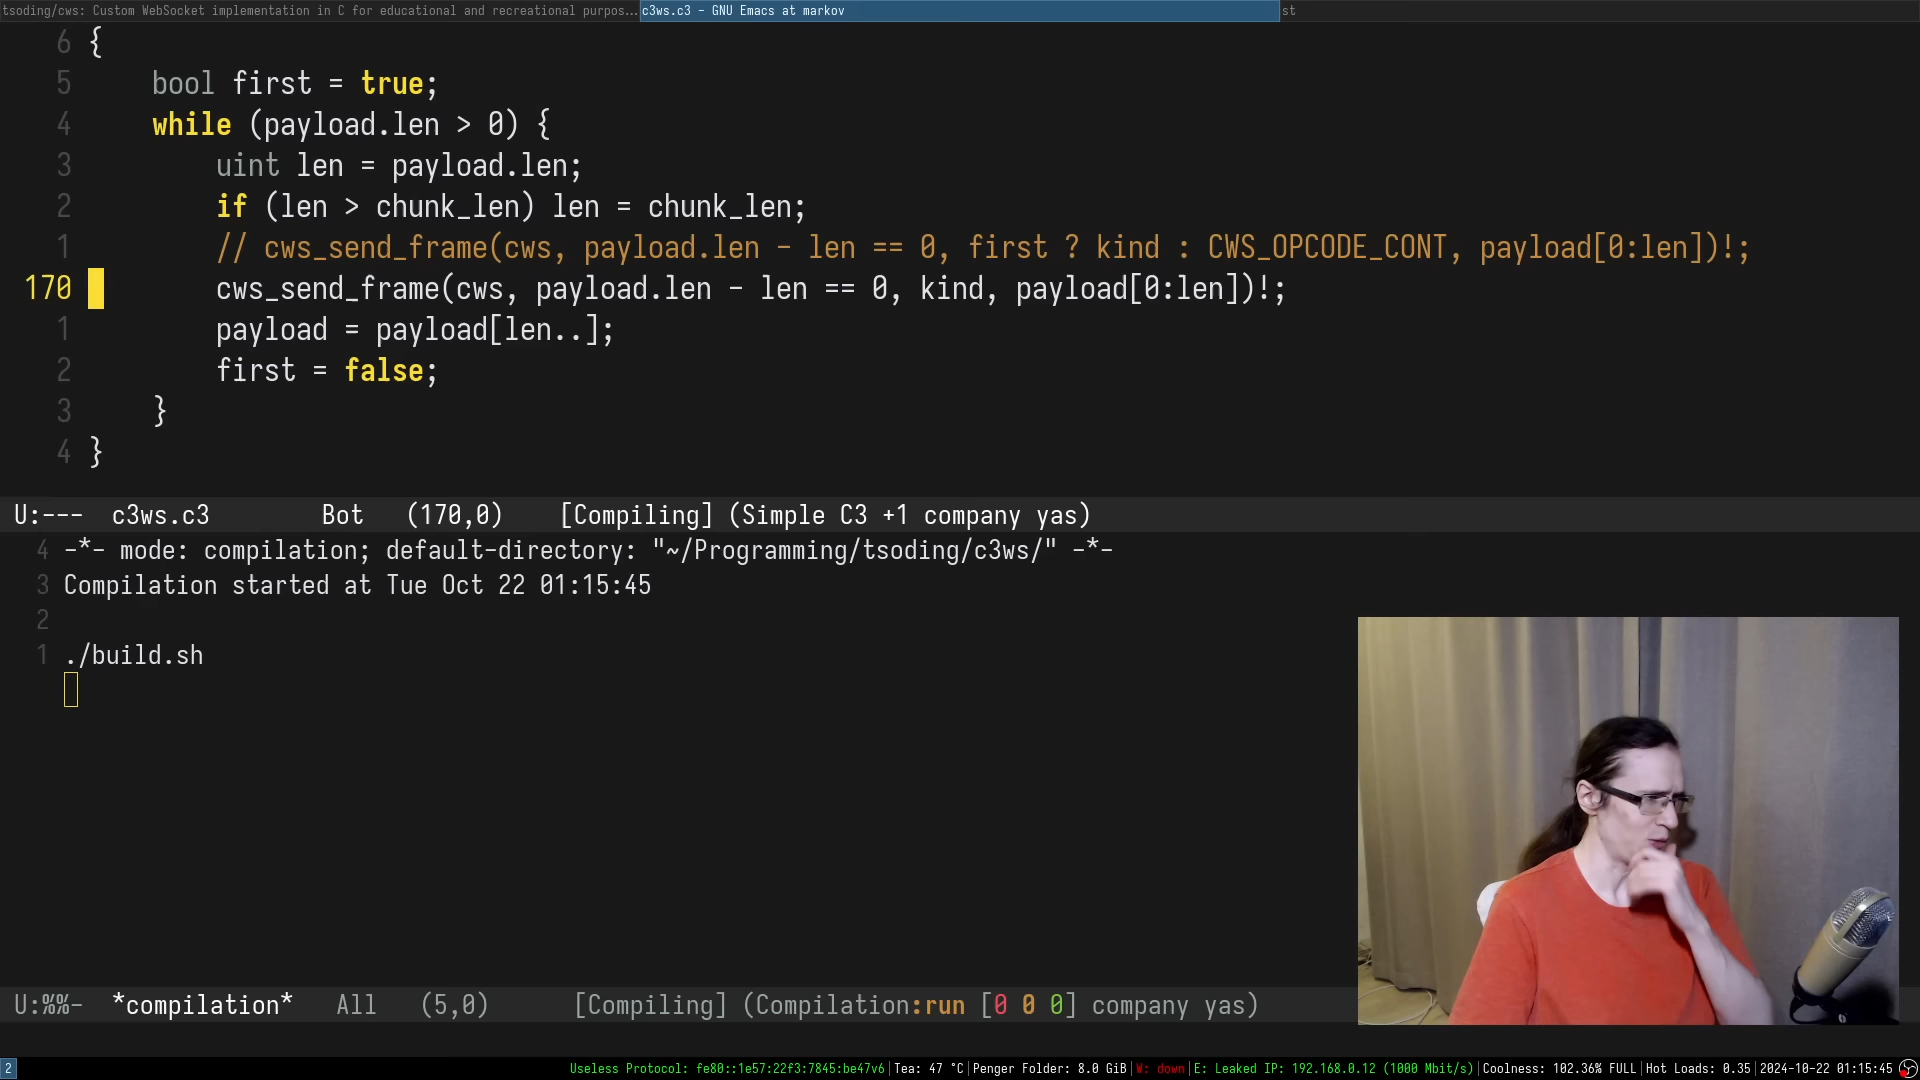 tsoding/cws: Custom WebSocket implementation in C for educational and recreational purpos...
c3ws.c3 - GNU Emacs at markov
st
6 {
5 bool first = true;
4 while (payload.len > 0) {
3 uint len = payload.len;
2 if (len > chunk_len) len = chunk_len;
1 // cws_send_frame(cws, payload.len - len == 0, first ? kind : CWS_OPCODE_CONT, payload[0:len])!;
170 cws_send_frame(cws, payload.len - len == 0, kind, payload[0:len])!;
1 payload = payload[len..];
2 first = false;
3 }
4 }
U:--- c3ws.c3 Bot (170,0) [Compiling] (Simple C3 +1 company yas)
4 -*- mode: compilation; default-directory: "~/Programming/tsoding/c3ws/" -*-
3 Compilation started at Tue Oct 22 01:15:45
2
1 ./build.sh
U:%%- *compilation* All (5,0) [Compiling] (Compilation:run [0 0 0] company yas)
2 Useless Protocol: fe80::1e57:22f3:7845:be47v6|Tea: 47 °C|Penger Folder: 8.0 GiB|W: down|E: Leaked IP: 192.168.0.12 (1000 Mbit/s)|Coolness: 102.36% FULL|Hot Loads: 0.35|2024-10-22 01:15:45